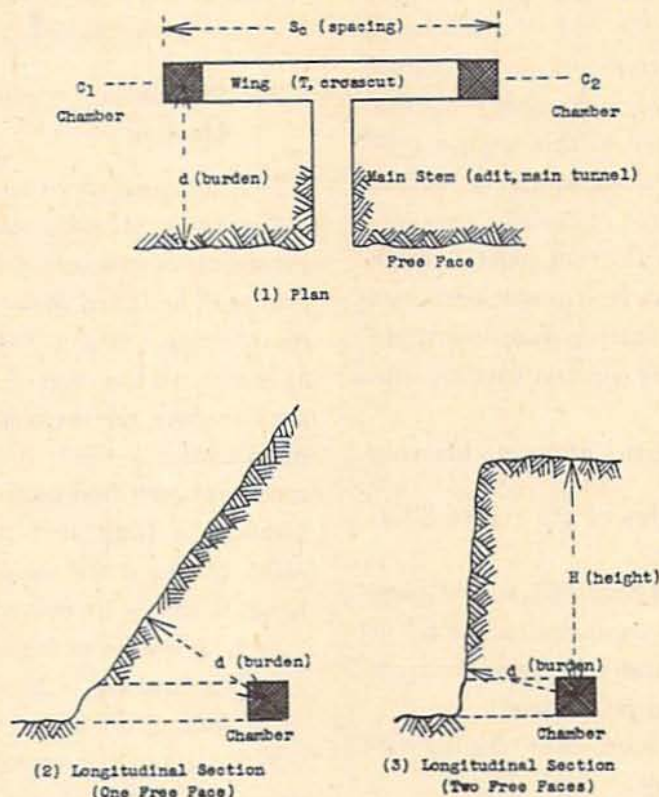 S_c (spacing)
C₁
Chamber
Wing (T, crosscut)
C₂
Chamber
d (burden)
Main Stem (adit, main tunnel)
Free Face
(1) Plan
d (burden)
Chamber
(2) Longitudinal Section
(One Free Face)
H (height)
d (burden)
Chamber
(3) Longitudinal Section
(Two Free Faces)